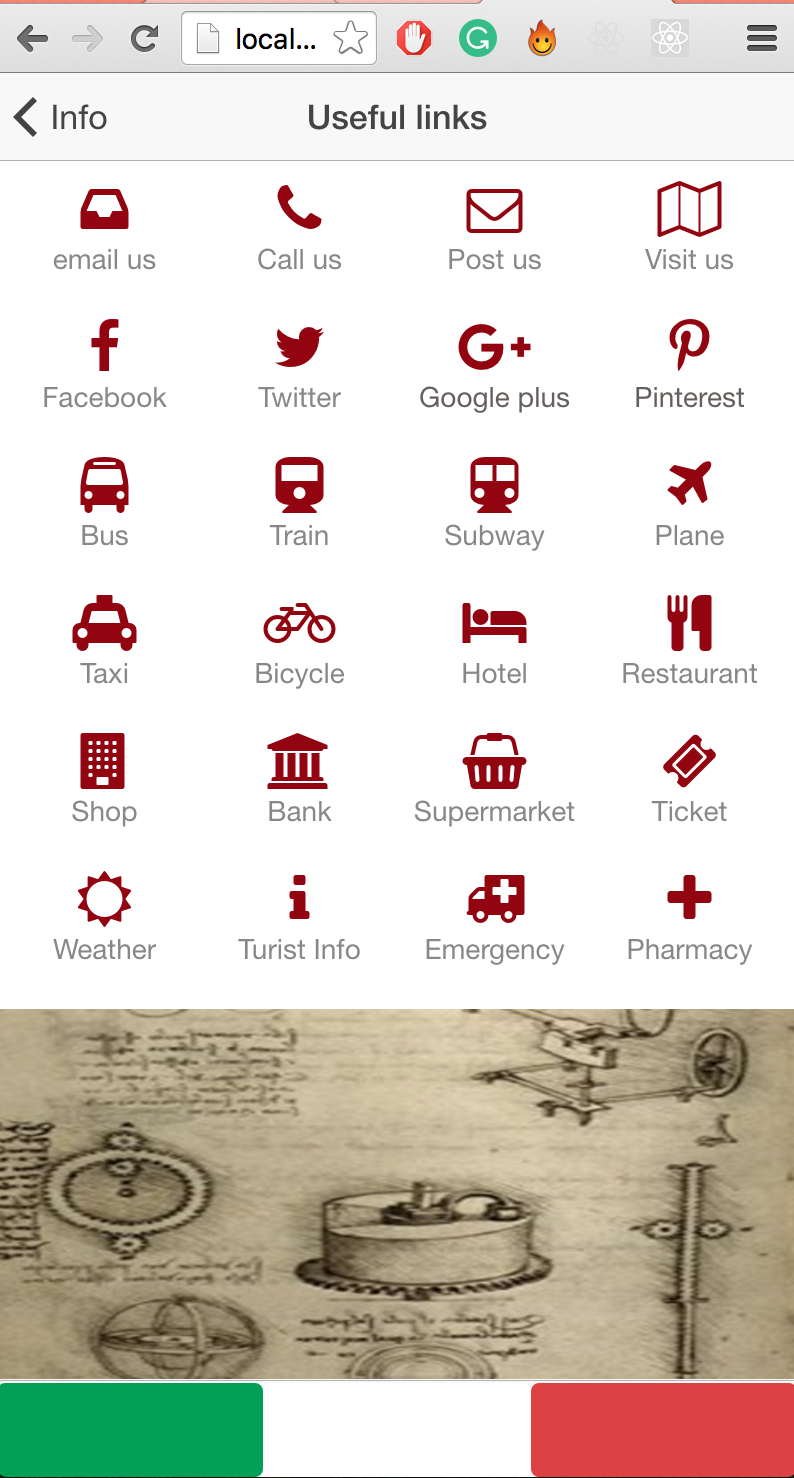 local...
Info Useful links
email us Call us Post us Visit us
Facebook Twitter Google plus Pinterest
Bus Train Subway Plane
Taxi Bicycle Hotel Restaurant
Shop Bank Supermarket Ticket
Weather Turist Info Emergency Pharmacy